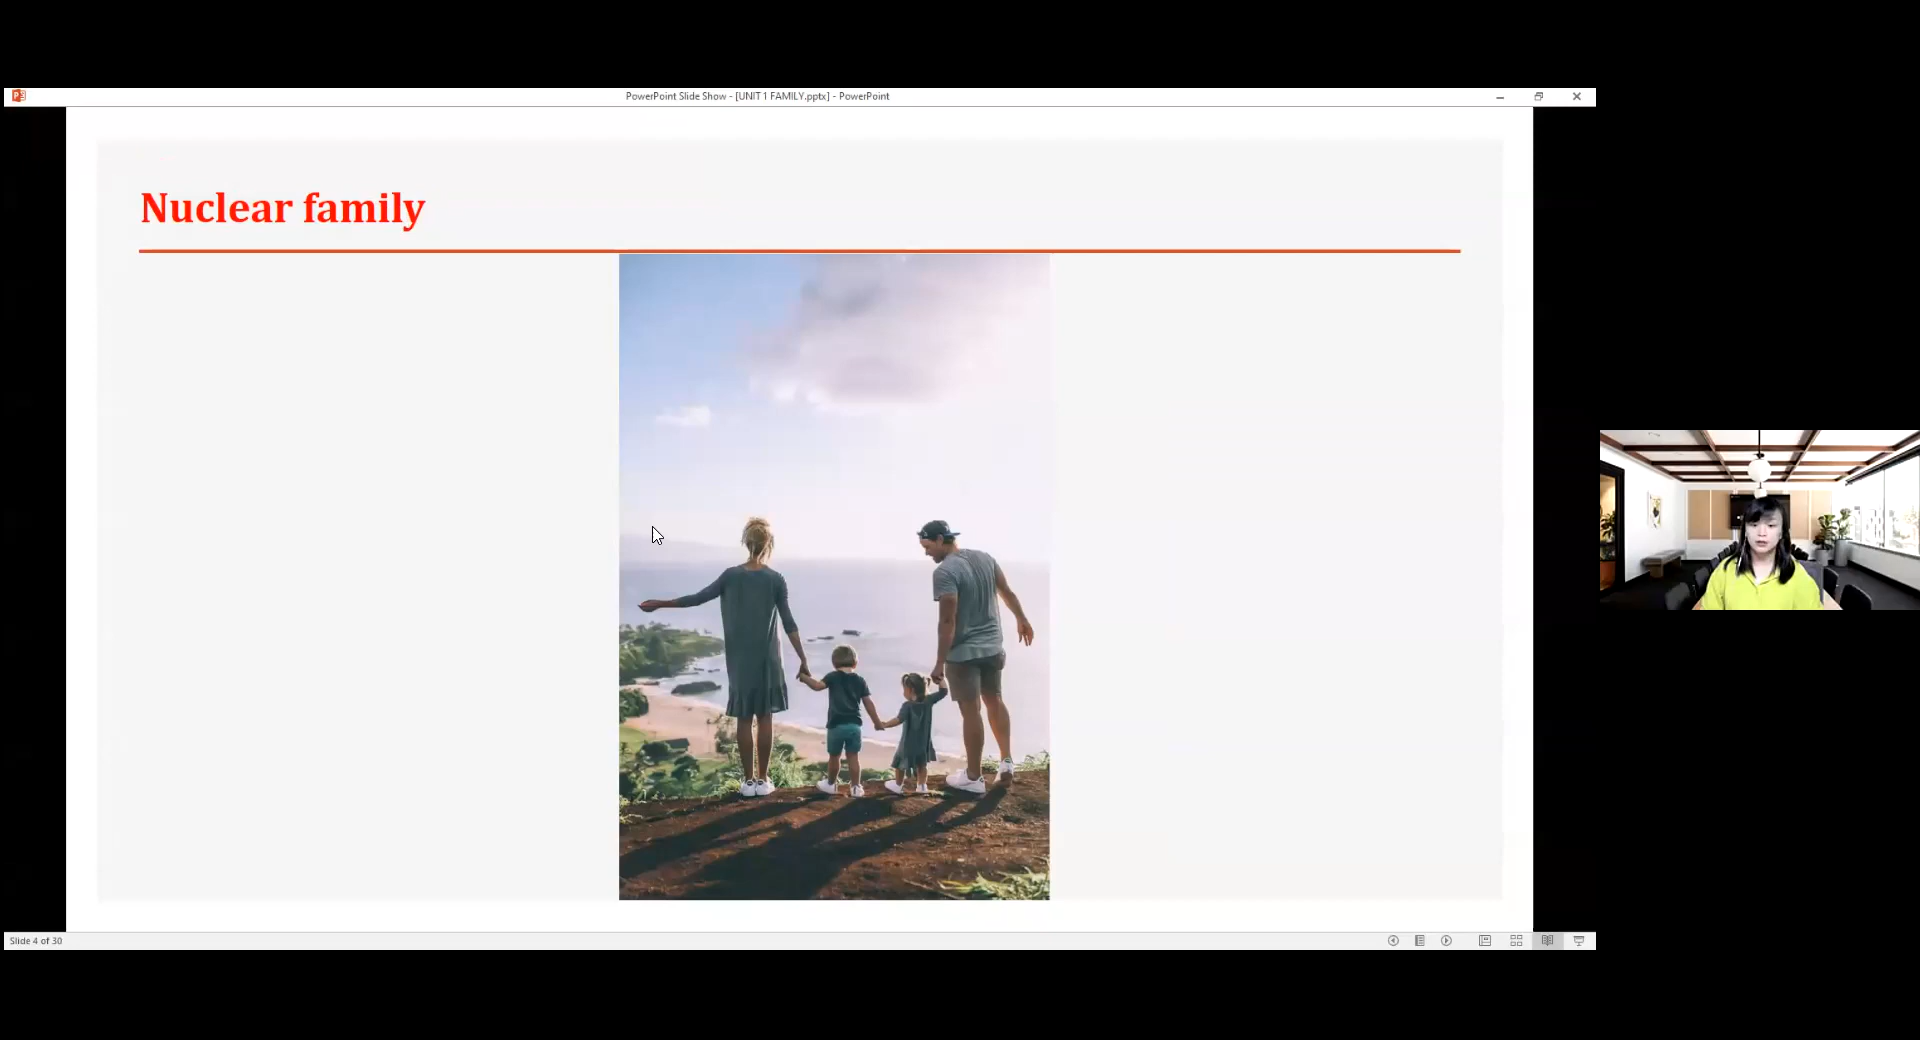 PowerPoint Slide Show - [UNIT 1 FAMILY.pptx] - PowerPoint
Nuclear family
Slide 4 of 30